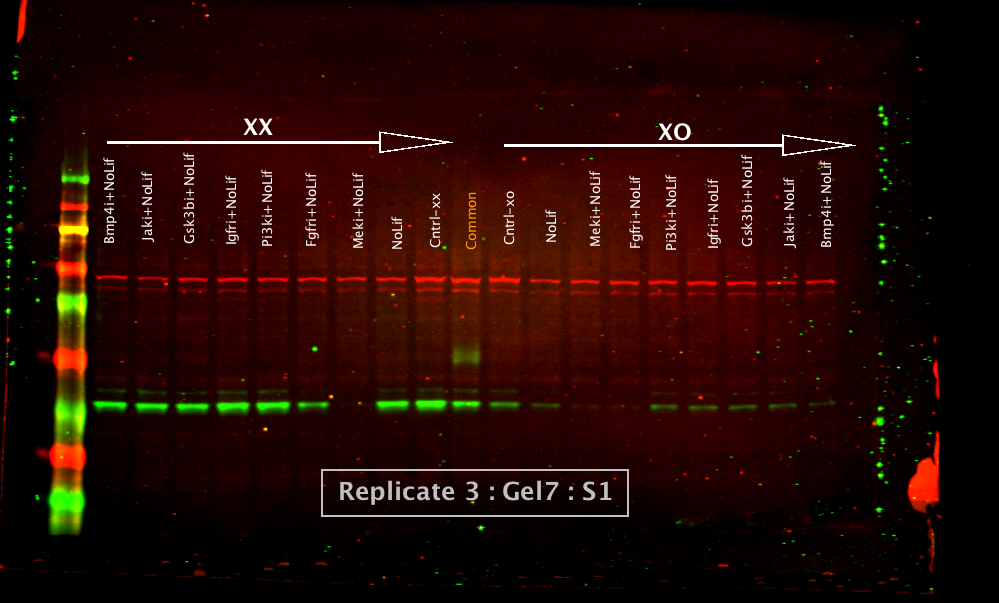 XX
XO
Bmp4i+NoLif
Jaki+NoLif
Gsk3bi+NoLif
Igfri+NoLif
Pi3ki+NoLif
Fgfri+NoLif
Meki+NoLif
NoLif
Cntrl-xx
Common
Cntrl-xo
NoLif
Meki+NoLif
Fgfri+NoLif
Pi3ki+NoLif
Igfri+NoLif
Gsk3bi+NoLif
Jaki+NoLif
Bmp4i+NoLif
Replicate 3 : Gel7 : S1